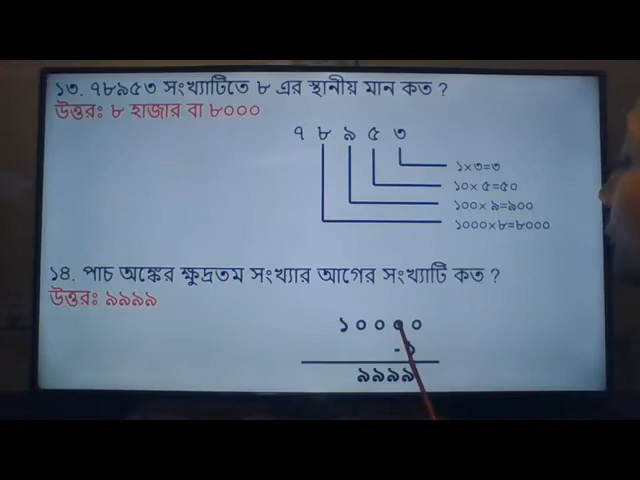 ১৩. ৭৮৯৫৩ সংখ্যাটিতে ৮ এর স্থানীয় মান কত ?
উত্তরঃ ৮ হাজার বা ৮০০০
৭ ৮ ৯ ৫ ৩
১× ৩=৩
১০× ৫=৫০
১০০× ৯=৯০০
১০০০×৮=৮০০০
১৪. পাচ অঙ্কের ক্ষুদ্রতম সংখ্যার আগের সংখ্যাটি কত ?
উত্তরঃ ৯৯৯৯
১০০০০
-১
৯৯৯৯